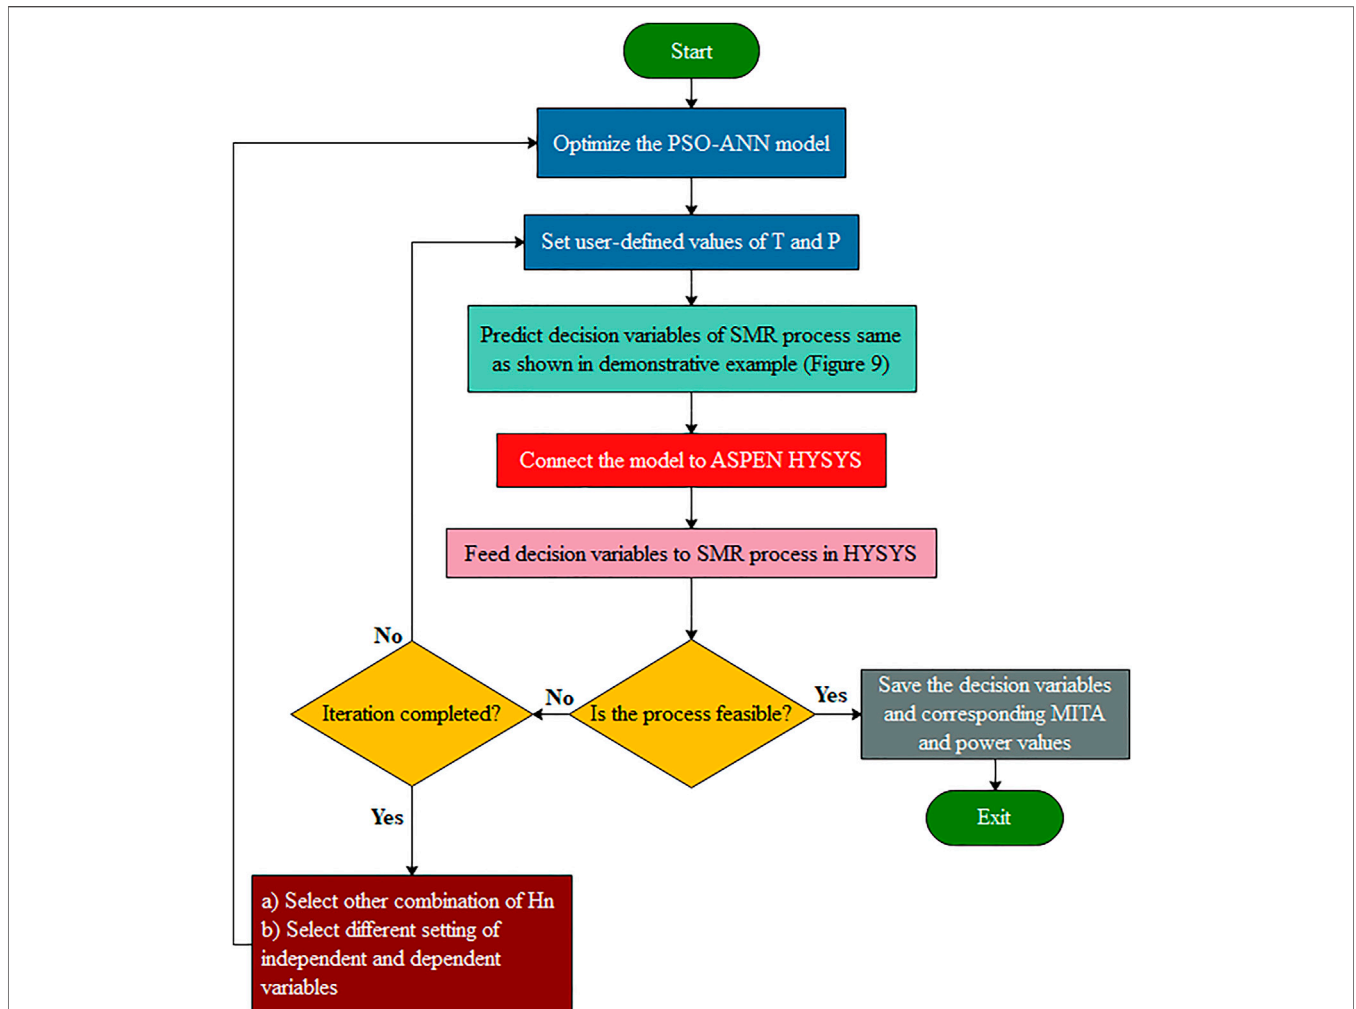 Start
Optimize the PSO-ANN model
Set user-defined values of T and P
Predict decision variables of SMR process same
as shown in demonstrative example (Figure 9)
Connect the model to ASPEN HYSYS
Feed decision variables to SMR process in HYSYS
Is the process feasible?
Yes
Save the decision variables
and corresponding MITA
and power values
Exit
No
Iteration completed?
No
Yes
a) Select other combination of Hn
b) Select different setting of
independent and dependent
variables